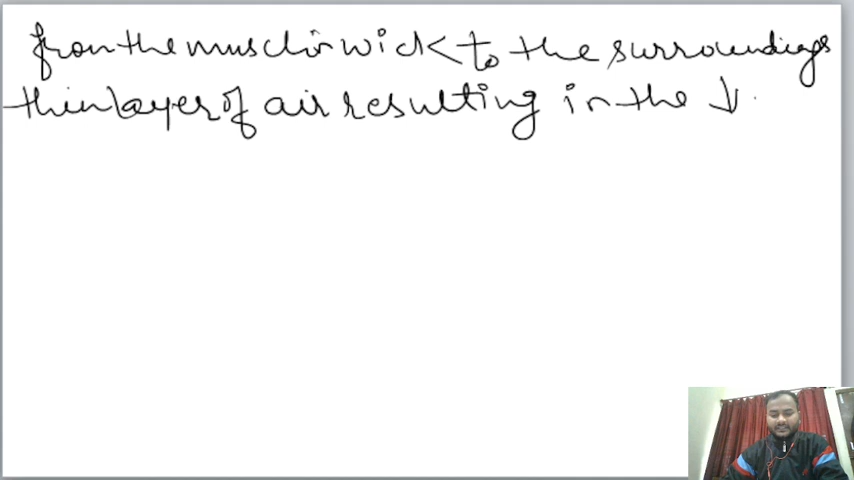 from the muslin wick to the surroundings
thin layer of air resulting in the ↓